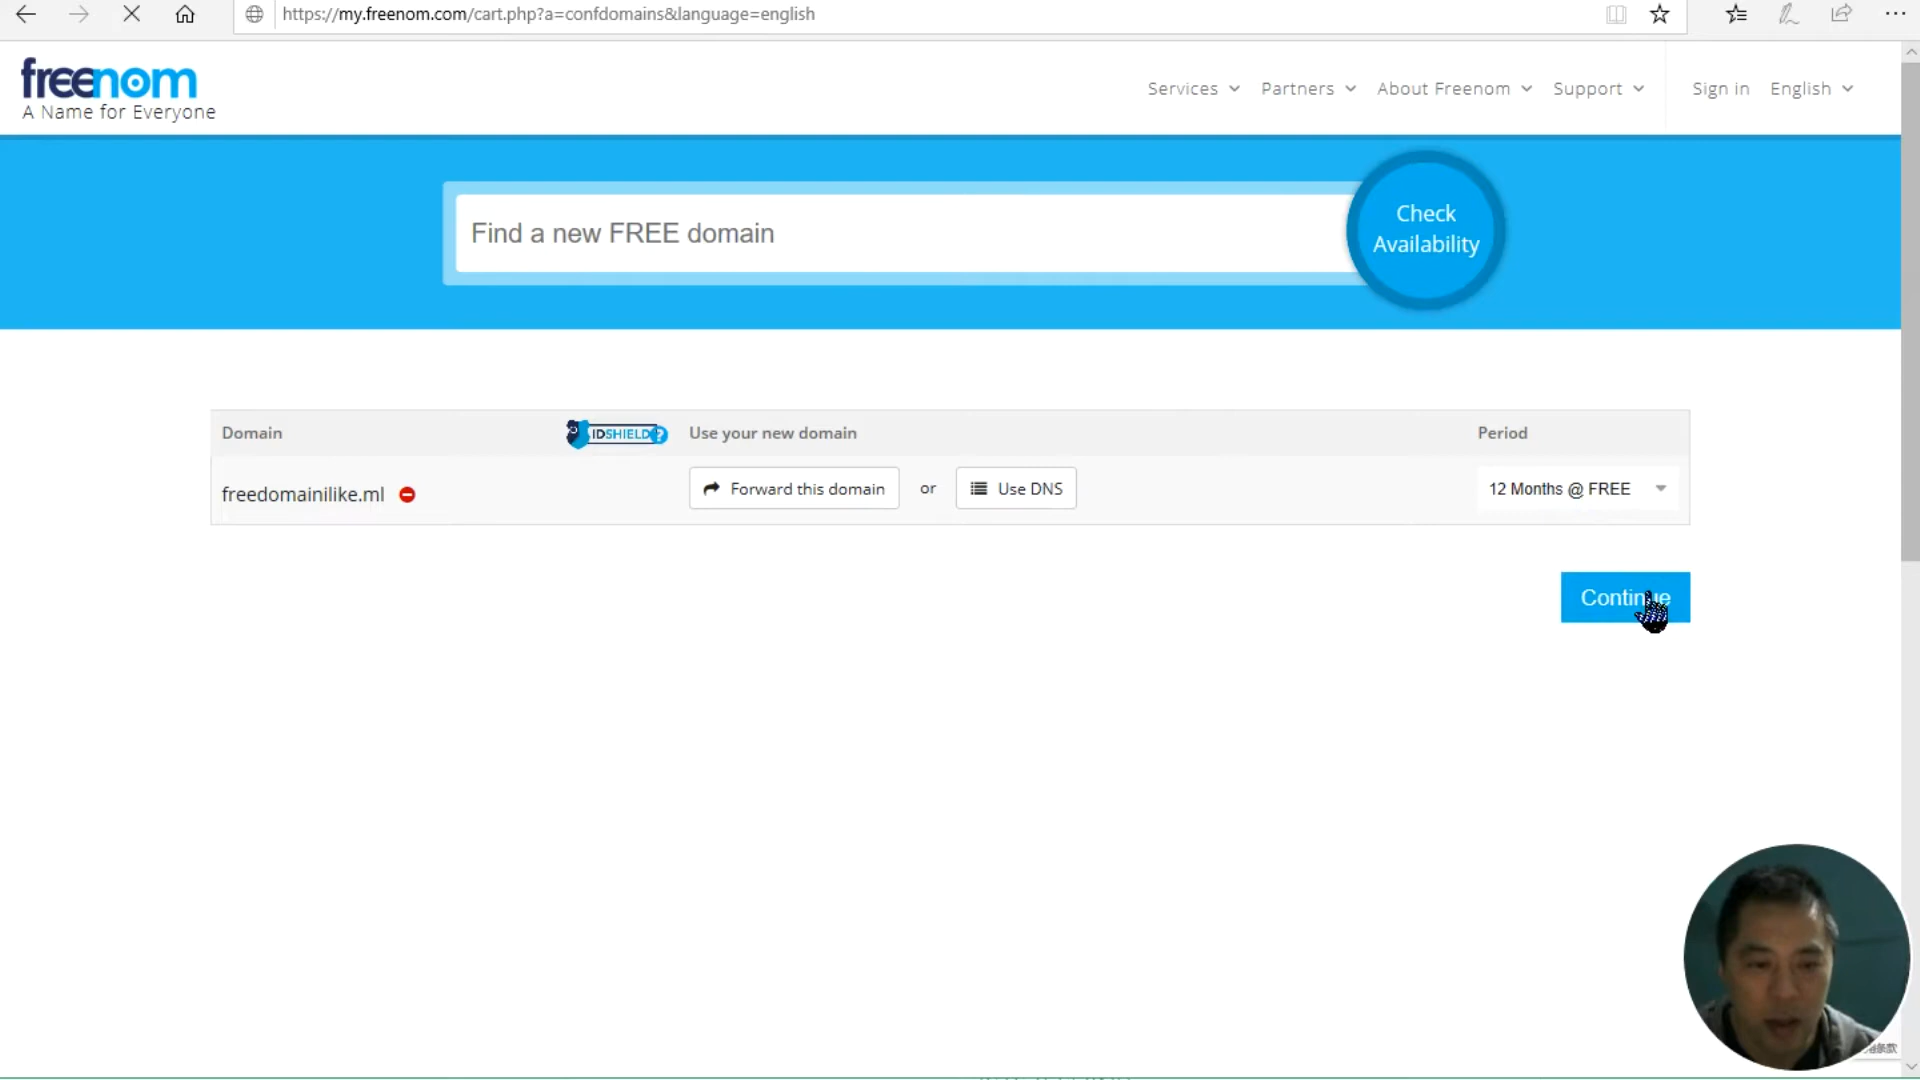 https://my.freenom.com/cart.php?a=confdomains&language=english
freenom
A Name for Everyone
Services
Partners
About Freenom
Support
Sign in
English
Find a new FREE domain
Check
Availability
Domain
IDSHIELD
?
Use your new domain
Period
freedomainilike.ml
Forward this domain
or
Use DNS
12 Months @ FREE
Continue
条款